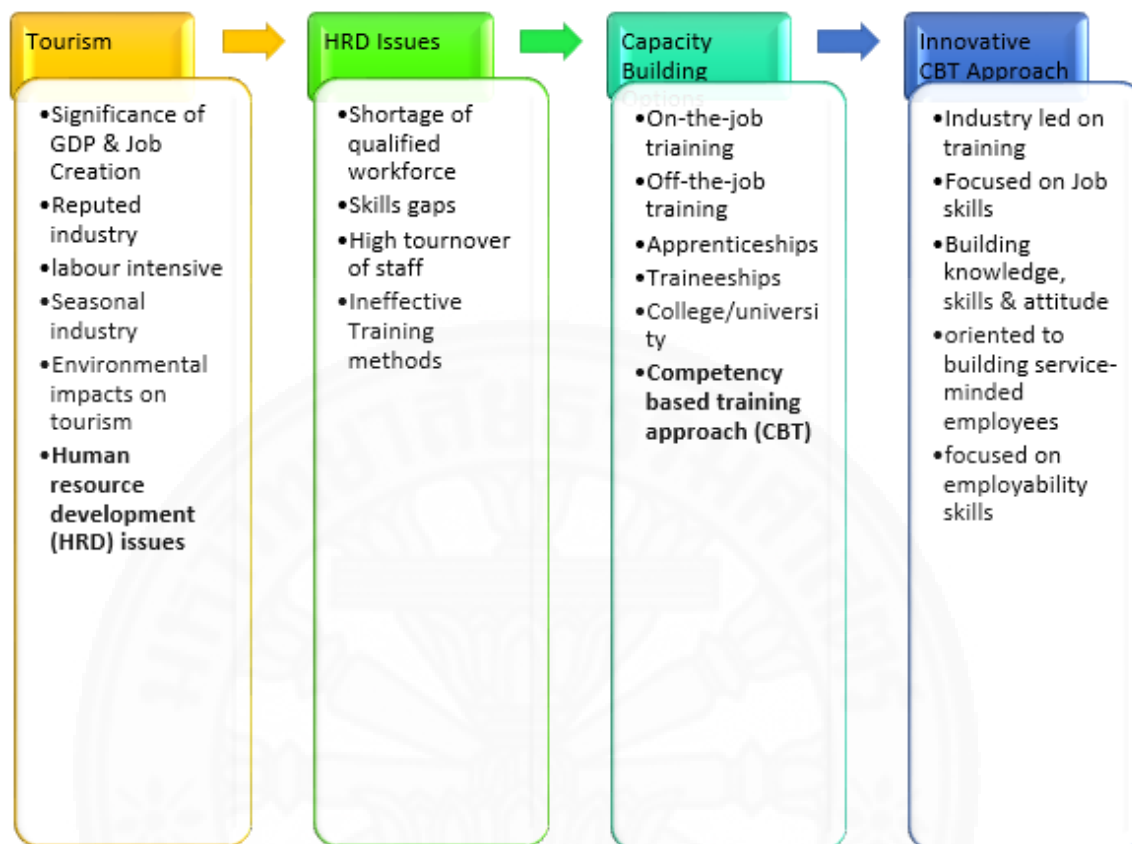 Tourism
•Significance of
GDP & Job
Creation
•Reputed
industry
•labour intensive
•Seasonal
industry
•Environmental
impacts on
tourism
•Human
resource
development
(HRD) issues
HRD Issues
•Shortage of
qualified
workforce
•Skills gaps
•High tournover
of staff
•Ineffective
Training
methods
Capacity
Building
Options
•On-the-job
triaining
•Off-the-job
training
•Apprenticeships
•Traineeships
•College/universi
ty
•Competency
based training
approach (CBT)
Innovative
CBT Approach
•Industry led on
training
•Focused on Job
skills
•Building
knowledge,
skills & attitude
•oriented to
building service-
minded
employees
•focused on
employability
skills